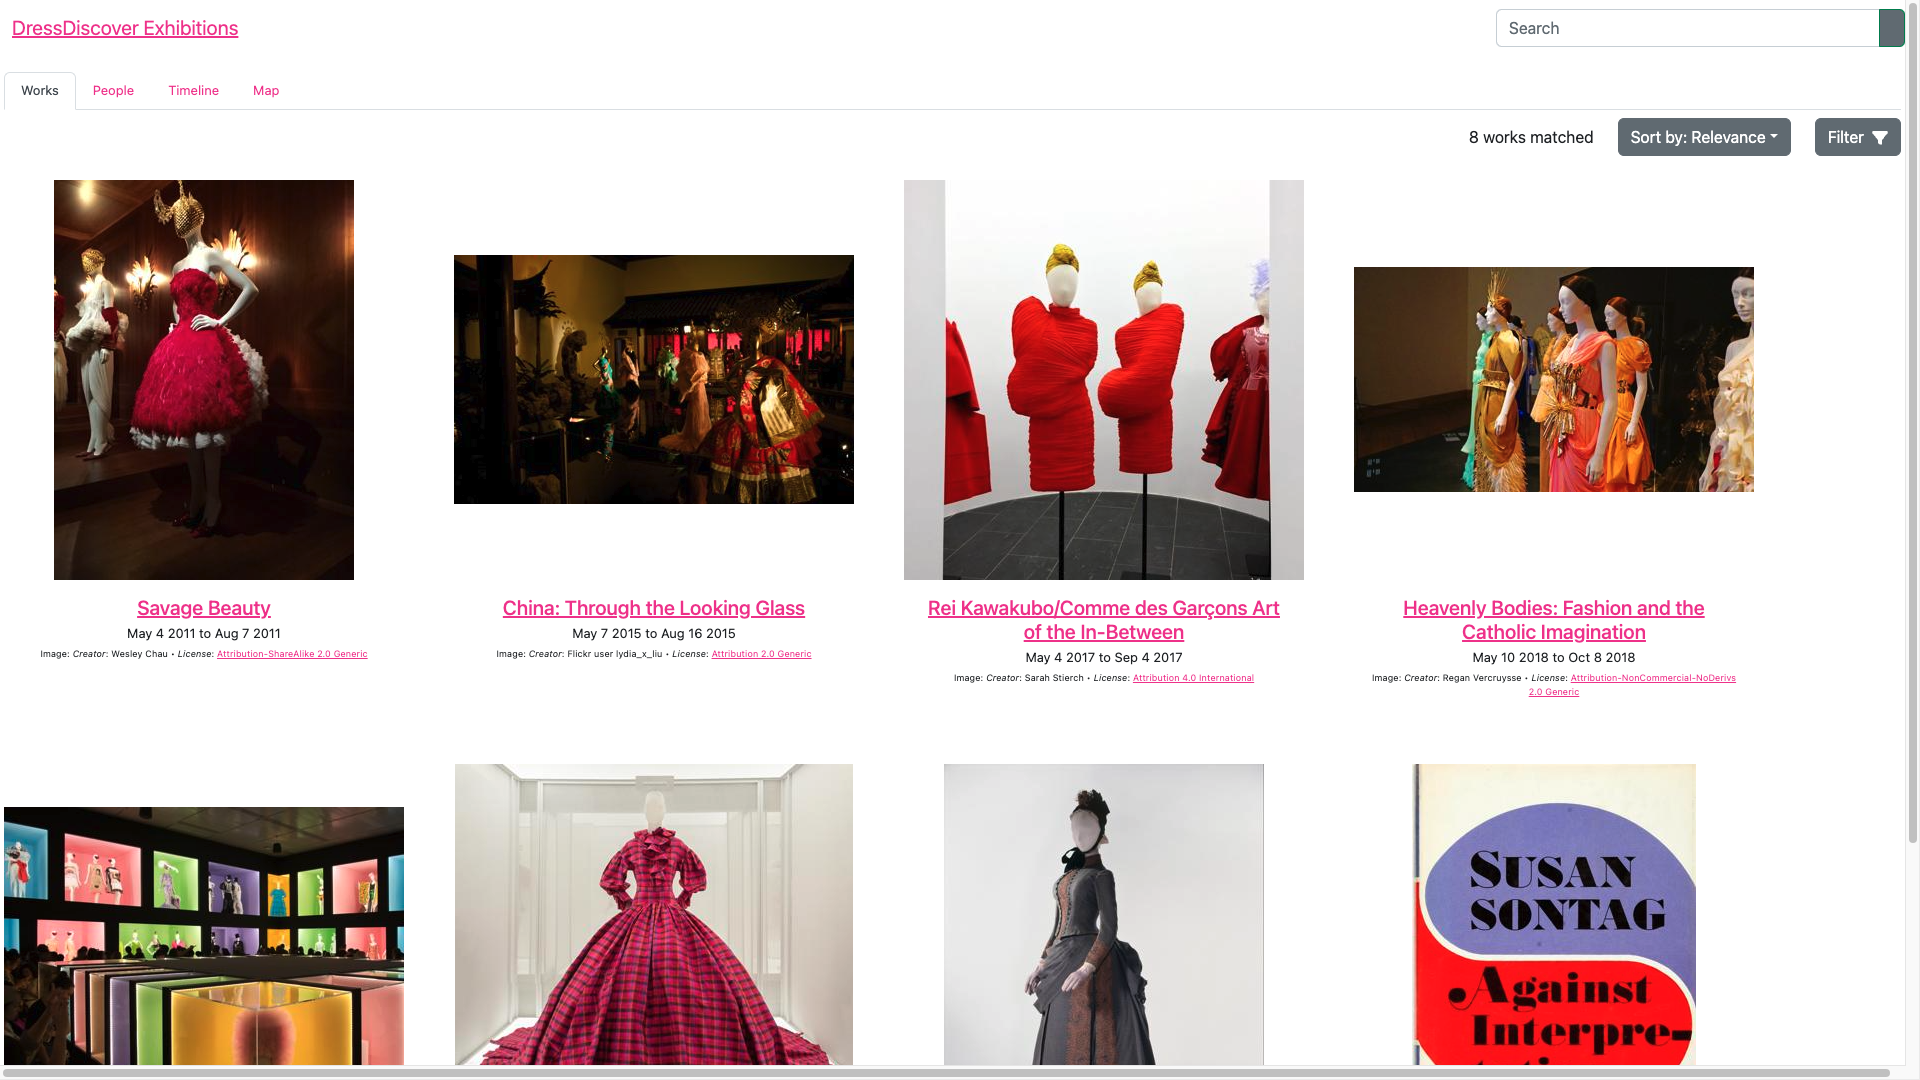 DressDiscover Exhibitions
Search
Works People Timeline Map
8 works matched Sort by: Relevance Filter
Savage Beauty
May 4 2011 to Aug 7 2011
Image: Creator: Wesley Chau • License: Attribution-ShareAlike 2.0 Generic
China: Through the Looking Glass
May 7 2015 to Aug 16 2015
Image: Creator: Flickr user lydia_x_liu • License: Attribution 2.0 Generic
Rei Kawakubo/Comme des Garçons Art
of the In-Between
May 4 2017 to Sep 4 2017
Image: Creator: Sarah Stierch • License: Attribution 4.0 International
Heavenly Bodies: Fashion and the
Catholic Imagination
May 10 2018 to Oct 8 2018
Image: Creator: Regan Vercruysse • License: Attribution-NonCommercial-NoDerivs
2.0 Generic
SUSAN
SONTAG
Against
Interpre-